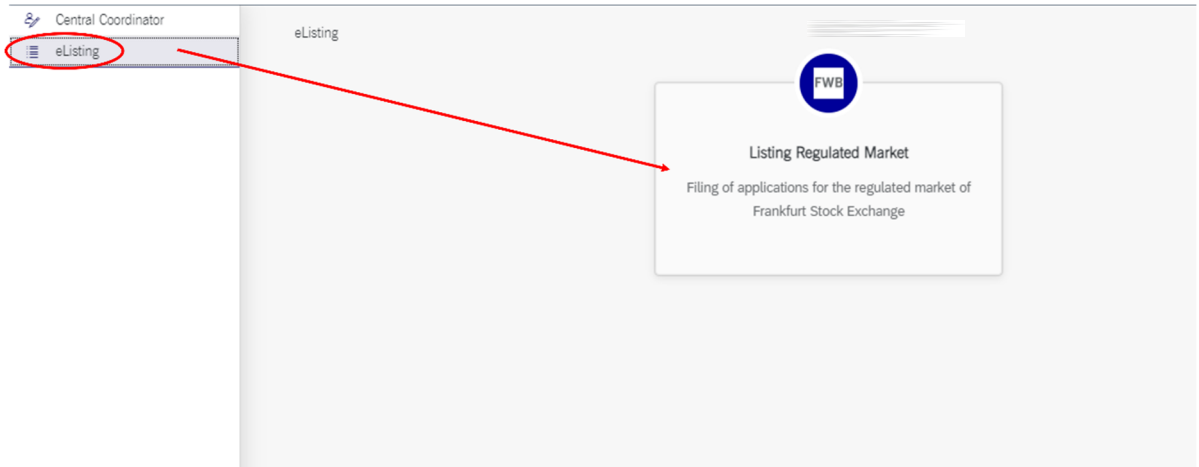 Central Coordinator
eListing
eListing
FWB
Listing Regulated Market
Filing of applications for the regulated market of
Frankfurt Stock Exchange